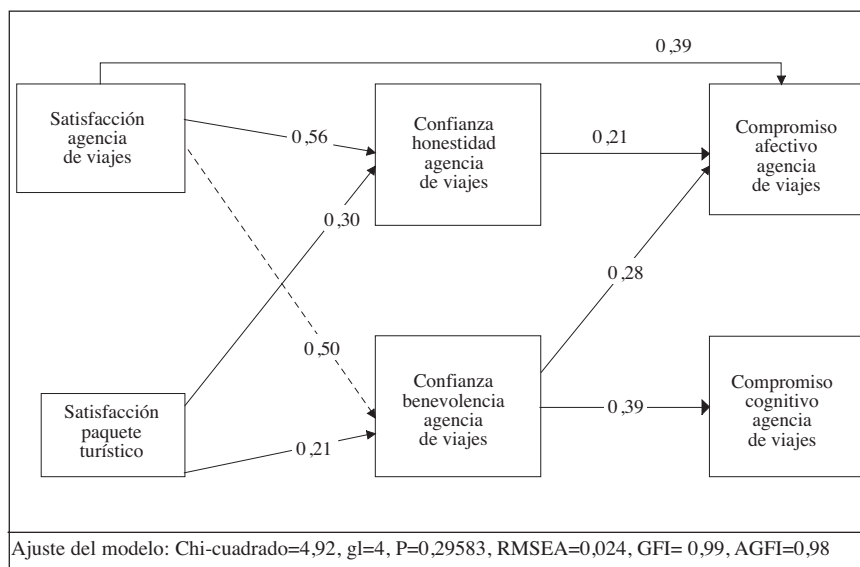 0,39
Satisfacción
agencia
de viajes
0,56
Confianza
honestidad
agencia
de viajes
0,21
Compromiso
afectivo
agencia
de viajes
0,30
0,28
0,50
Satisfacción
paquete
turístico
0,21
Confianza
benevolencia
agencia
de viajes
0,39
Compromiso
cognitivo
agencia
de viajes
Ajuste del modelo: Chi-cuadrado=4,92, gl=4, P=0,29583, RMSEA=0,024, GFI= 0,99, AGFI=0,98